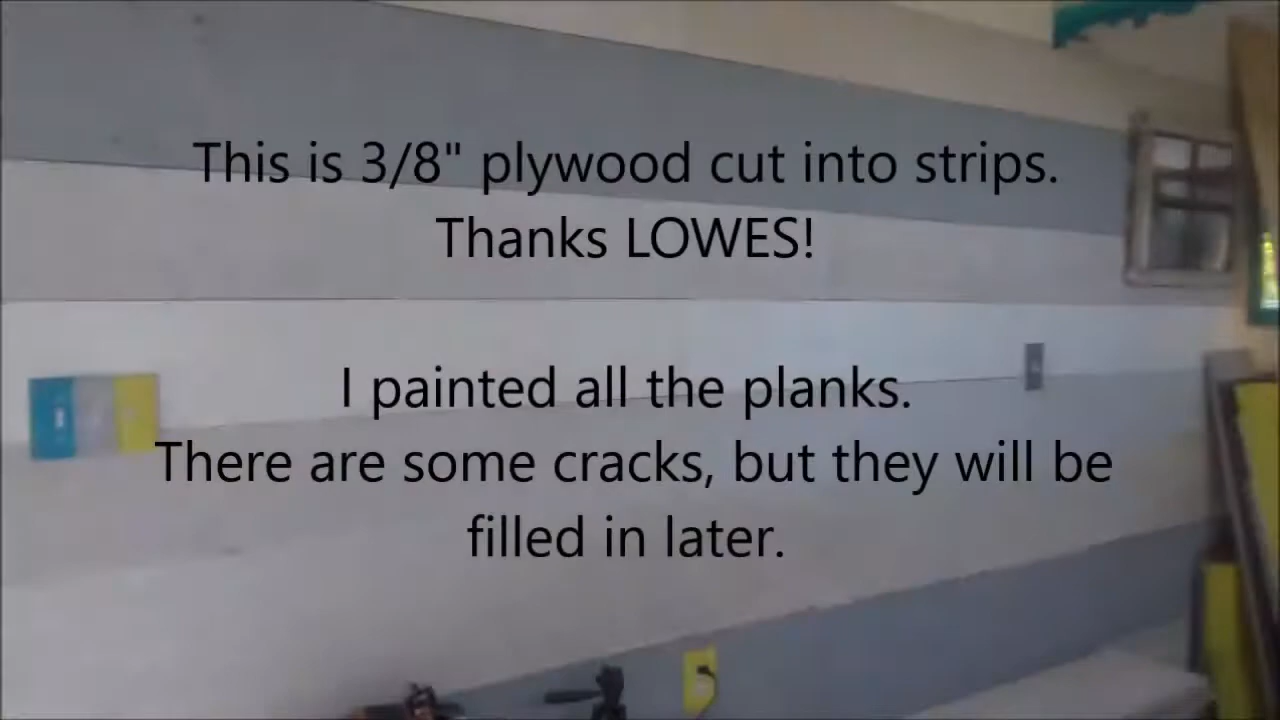 This is 3/8" plywood cut into strips.
Thanks LOWES!
I painted all the planks.
There are some cracks, but they will be
filled in later.